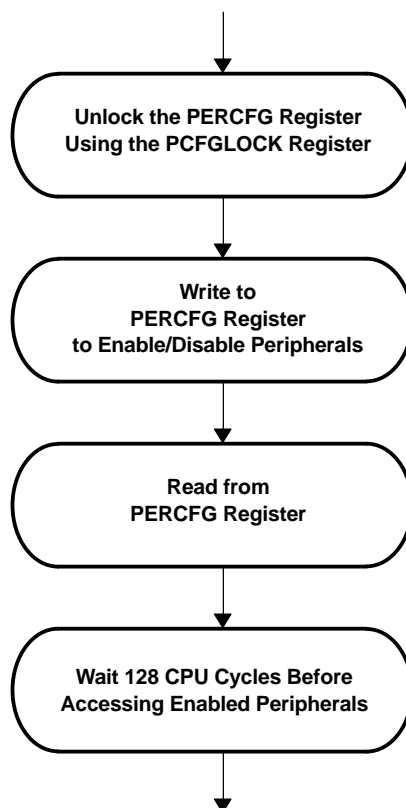 Unlock the PERCFG Register
Using the PCFGLOCK Register
Write to
PERCFG Register
to Enable/Disable Peripherals
Read from
PERCFG Register
Wait 128 CPU Cycles Before
Accessing Enabled Peripherals